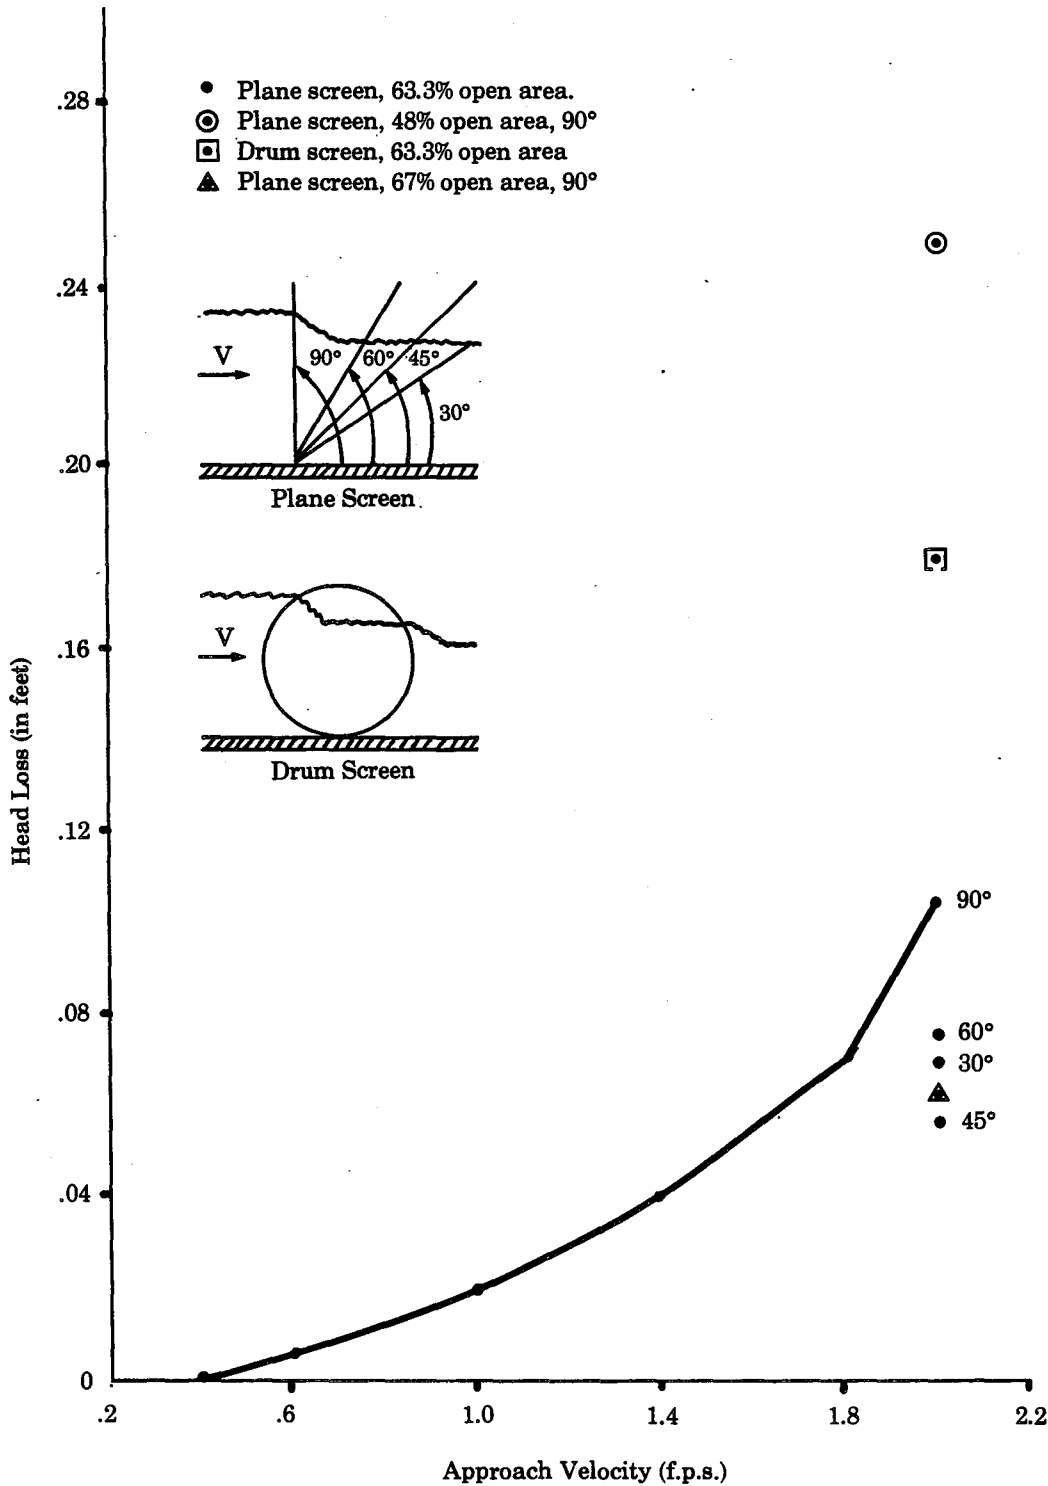 Plane screen, 63.3% open area.
Plane screen, 48% open area, 90°
Drum screen, 63.3% open area
Plane screen, 67% open area, 90°
.28
.24
.20
.16
.12
.08
.04
0
Head Loss (in feet)
V
90°
60°
45°
30°
Plane Screen
V
Drum Screen
90°
60°
30°
45°
.2
.6
1.0
1.4
1.8
2.2
Approach Velocity (f.p.s.)